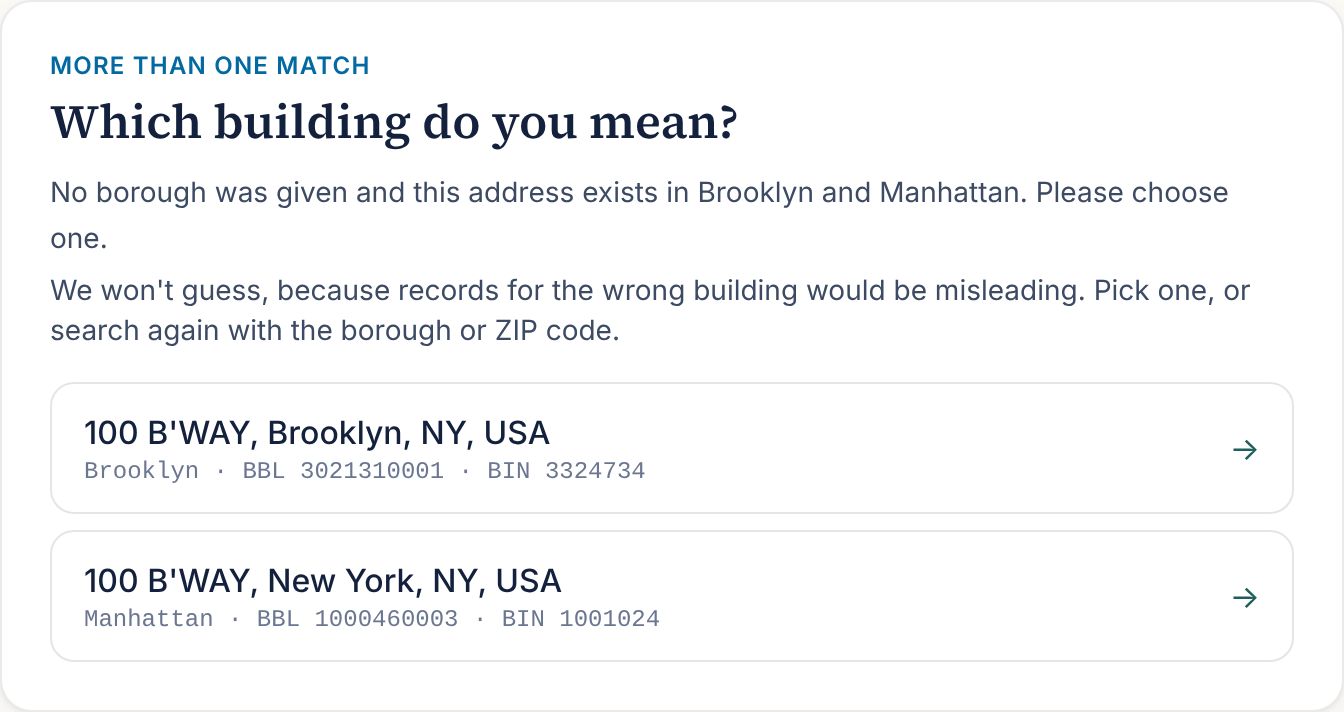 MORE THAN ONE MATCH
Which building do you mean?
No borough was given and this address exists in Brooklyn and Manhattan. Please choose
one.
We won't guess, because records for the wrong building would be misleading. Pick one, or
search again with the borough or ZIP code.
100 B'WAY, Brooklyn, NY, USA
Brooklyn · BBL 3021310001 · BIN 3324734
100 B'WAY, New York, NY, USA
Manhattan · BBL 1000460003 · BIN 1001024